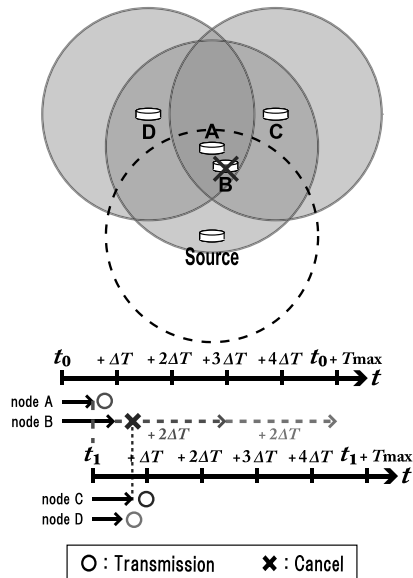 D
A
C
B
Source
t0 + ΔT + 2ΔT +3ΔT +4ΔT t0 + Tmax
t
node A
node B
+ 2ΔT + 2ΔT
t1 + ΔT + 2ΔT +3ΔT +4ΔT t1 + Tmax
t
node C
node D
O : Transmission ✖ : Cancel